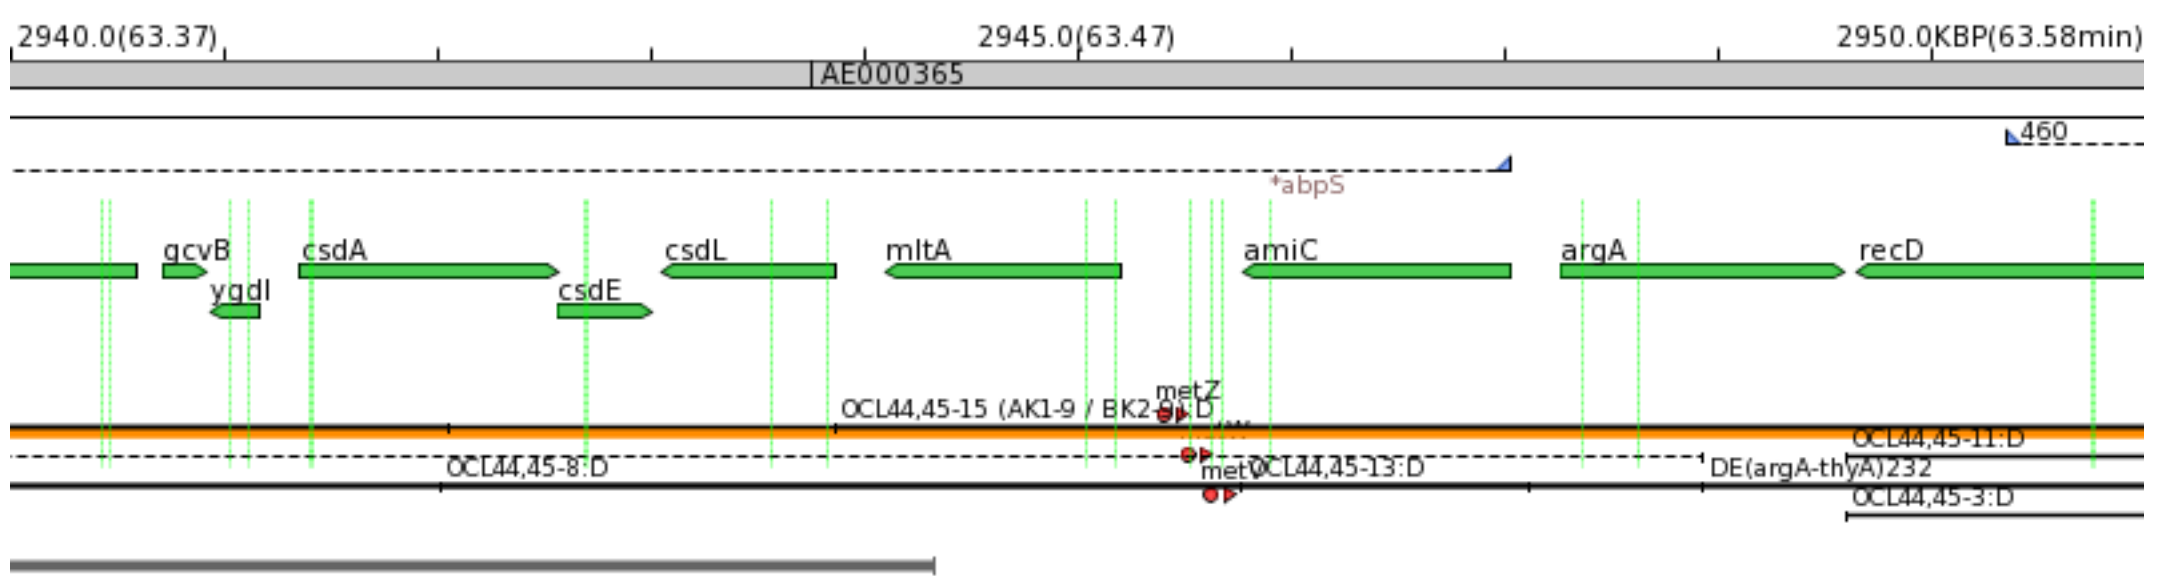 2940.0(63.37) 2945.0(63.47) 2950.0KBP(63.58min)
AE000365
460
*abpS
gcvB csdA csdL mltA amiC argA recD
ygdI csdE
metZ
OCL44,45-15 (AK1-9 / BK2-9):D
OCL44,45-11:D
OCL44,45-8:D metV OCL44,45-13:D DE(argA-thyA)232
OCL44,45-3:D